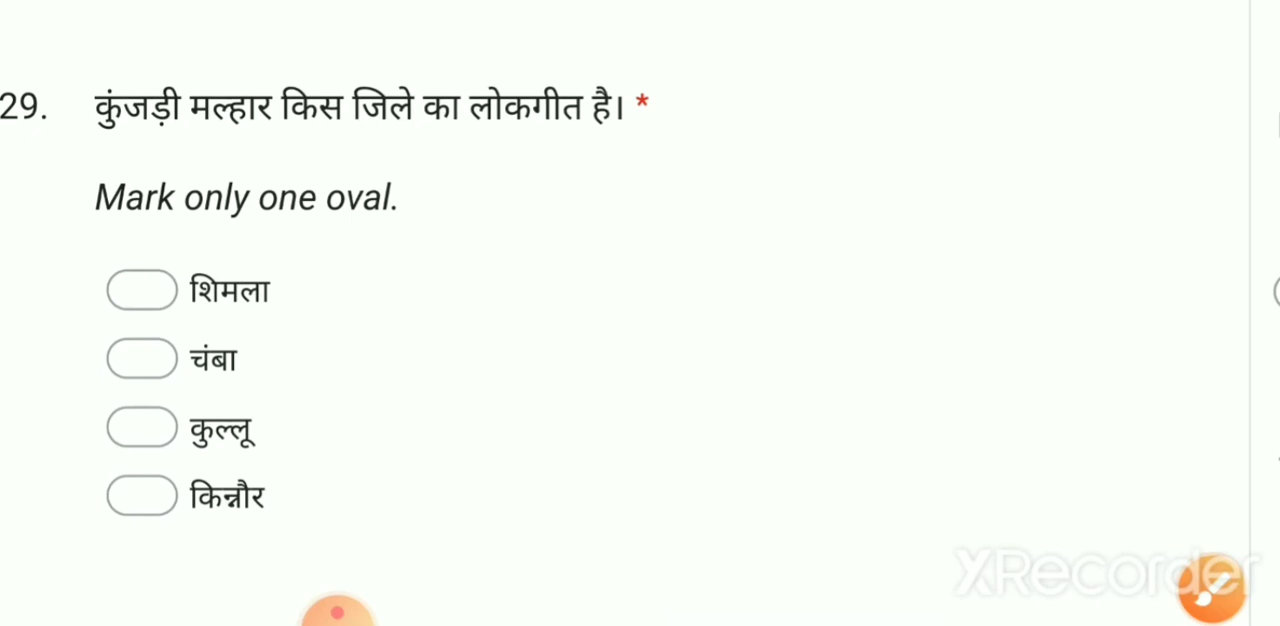 29. कुंजड़ी मल्हार किस जिले का लोकगीत है। *
Mark only one oval.
शिमला
चंबा
कुल्लू
किन्नौर
XRecorder